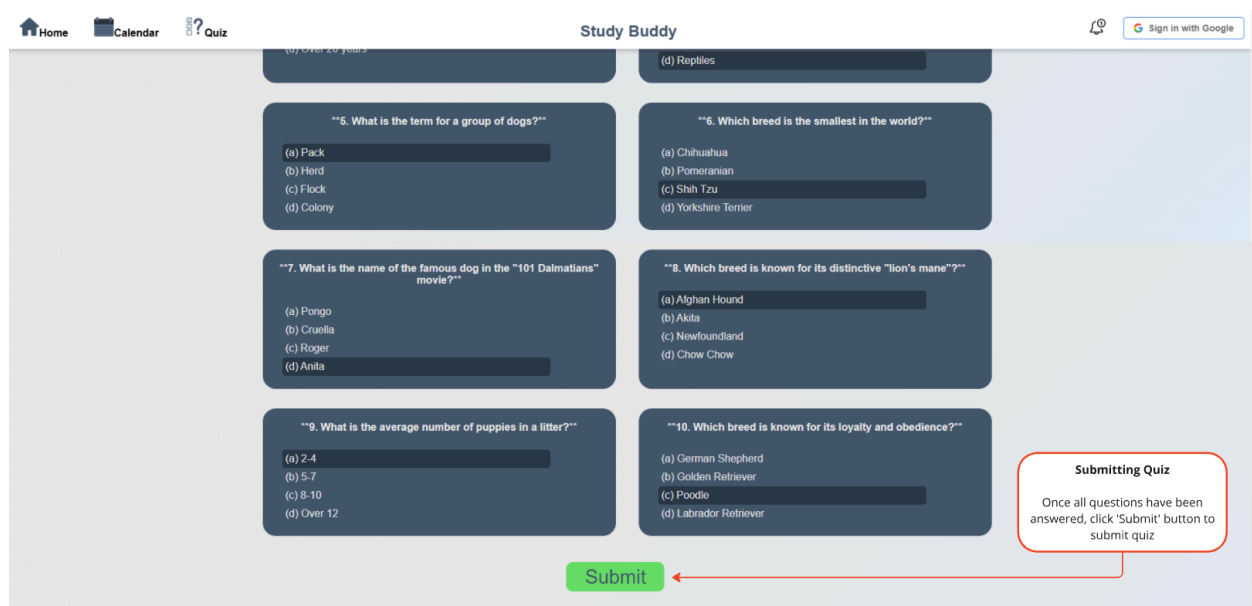 Home
Calendar
Quiz
Study Buddy
Sign in with Google
(d) Over 20 years
(d) Reptiles
**5. What is the term for a group of dogs?**
(a) Pack
(b) Herd
(c) Flock
(d) Colony
**6. Which breed is the smallest in the world?**
(a) Chihuahua
(b) Pomeranian
(c) Shih Tzu
(d) Yorkshire Terrier
**7. What is the name of the famous dog in the "101 Dalmatians"
movie?**
(a) Pongo
(b) Cruella
(c) Roger
(d) Anita
**8. Which breed is known for its distinctive "lion's mane"?**
(a) Afghan Hound
(b) Akita
(c) Newfoundland
(d) Chow Chow
**9. What is the average number of puppies in a litter?**
(a) 2-4
(b) 5-7
(c) 8-10
(d) Over 12
**10. Which breed is known for its loyalty and obedience?**
(a) German Shepherd
(b) Golden Retriever
(c) Poodle
(d) Labrador Retriever
Submitting Quiz
Once all questions have been
answered, click 'Submit' button to
submit quiz
Submit